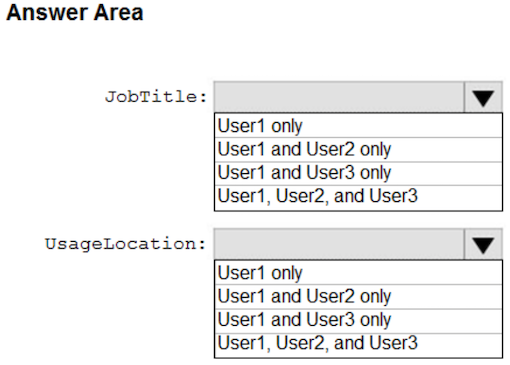 Answer Area
JobTitle:
User1 only
User1 and User2 only
User1 and User3 only
User1, User2, and User3
UsageLocation:
User1 only
User1 and User2 only
User1 and User3 only
User1, User2, and User3